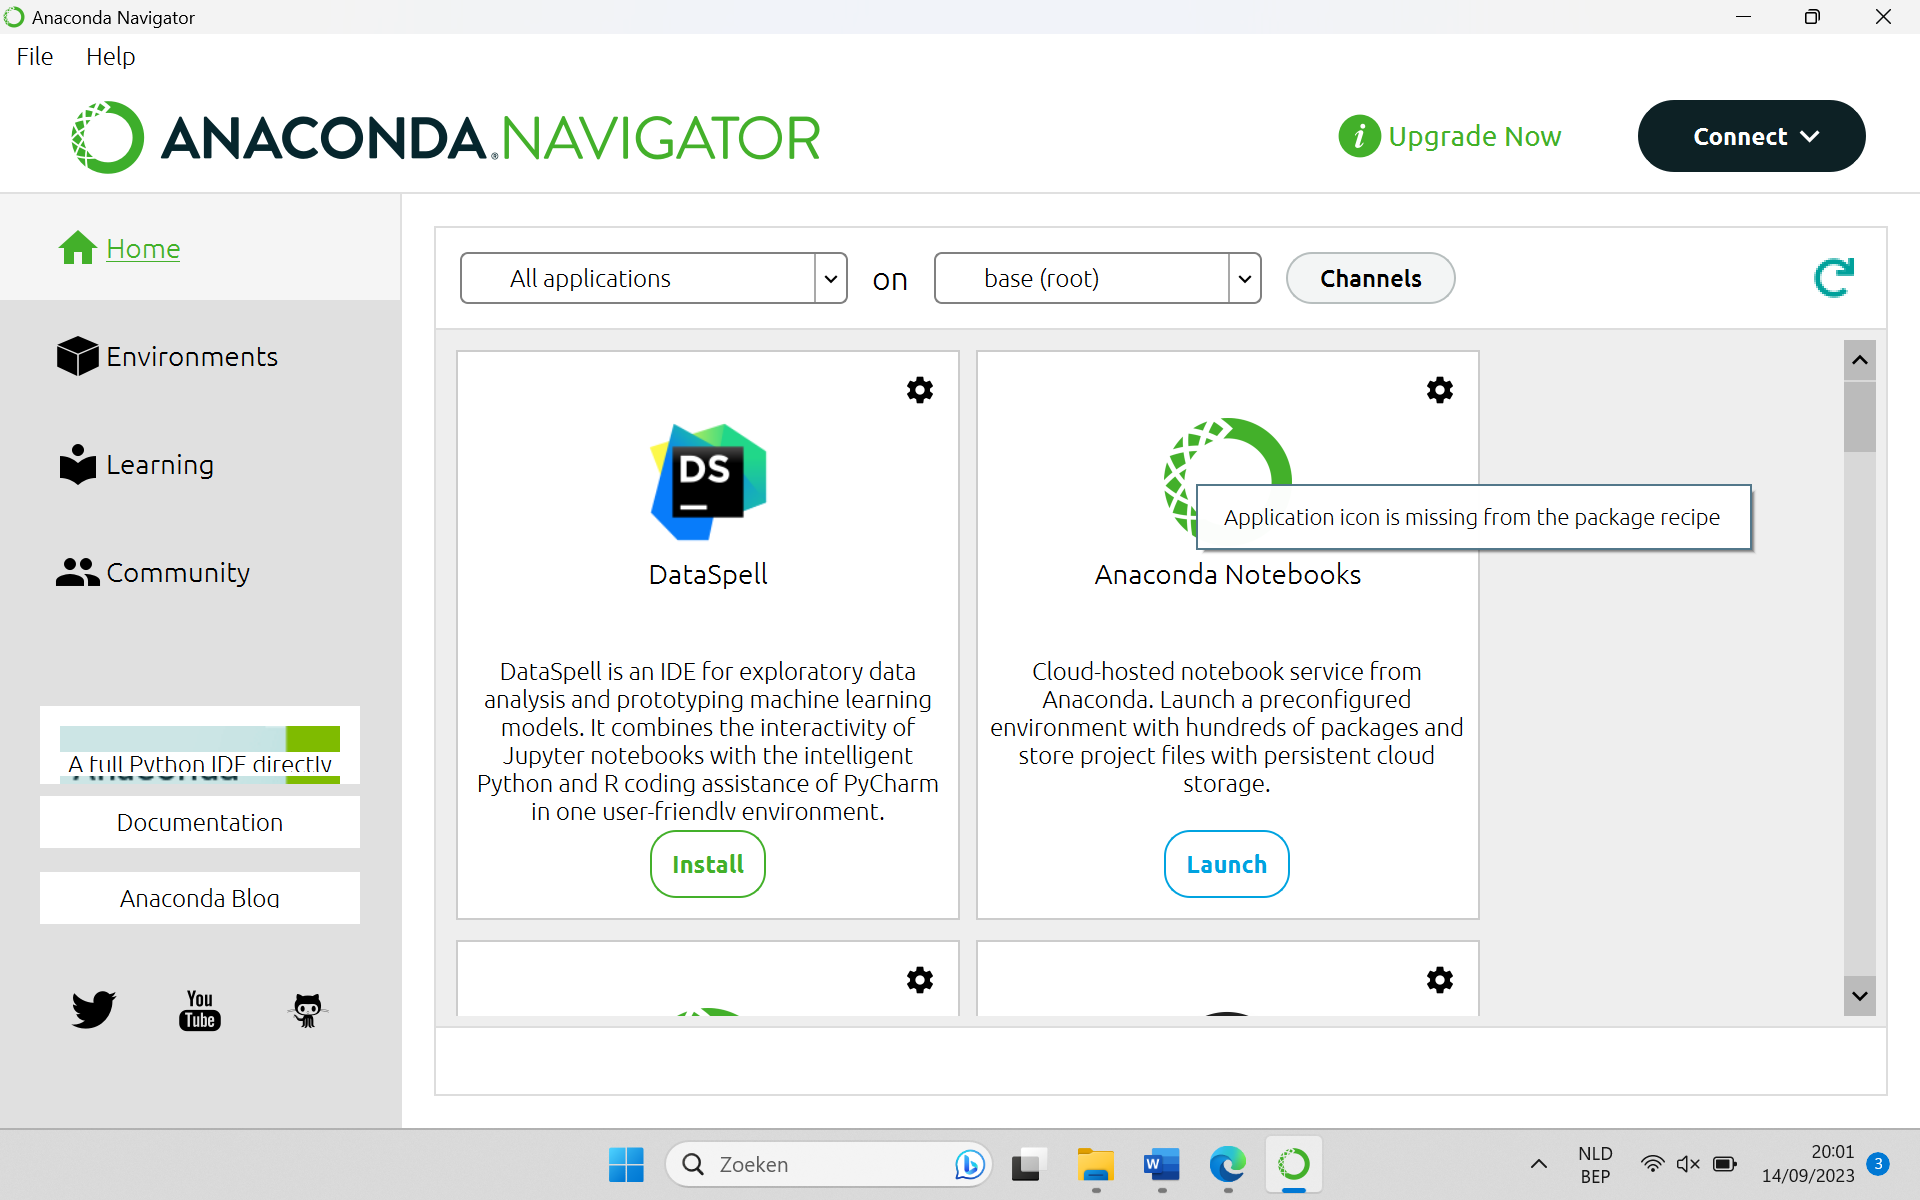 Anaconda Navigator
File Help
ANACONDA.NAVIGATOR
Upgrade Now
Connect
Home
Environments
Learning
Community
A full Python IDE directly
Documentation
Anaconda Blog
You
Tube
All applications on base (root) Channels
DS
DataSpell
DataSpell is an IDE for exploratory data
analysis and prototyping machine learning
models. It combines the interactivity of
Jupyter notebooks with the intelligent
Python and R coding assistance of PyCharm
in one user-friendly environment.
Install
Application icon is missing from the package recipe
Anaconda Notebooks
Cloud-hosted notebook service from
Anaconda. Launch a preconfigured
environment with hundreds of packages and
store project files with persistent cloud
storage.
Launch
Zoeken
W
NLD
BEP
20:01
14/09/2023
3